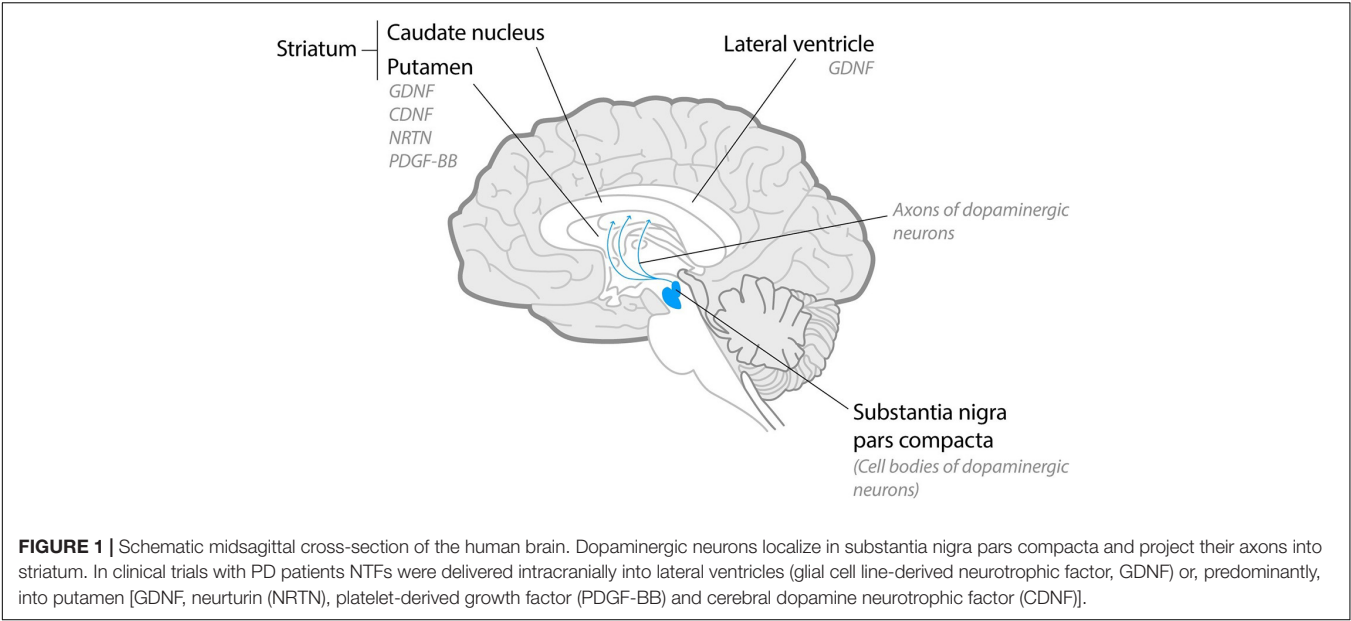 Striatum
Caudate nucleus
Putamen
GDNF
CDNF
NRTN
PDGF-BB
Lateral ventricle
GDNF
Axons of dopaminergic
neurons
Substantia nigra
pars compacta
(Cell bodies of dopaminergic
neurons)
FIGURE 1 | Schematic midsagittal cross-section of the human brain. Dopaminergic neurons localize in substantia nigra pars compacta and project their axons into
striatum. In clinical trials with PD patients NTFs were delivered intracranially into lateral ventricles (glial cell line-derived neurotrophic factor, GDNF) or, predominantly,
into putamen [GDNF, neurturin (NRTN), platelet-derived growth factor (PDGF-BB) and cerebral dopamine neurotrophic factor (CDNF)].